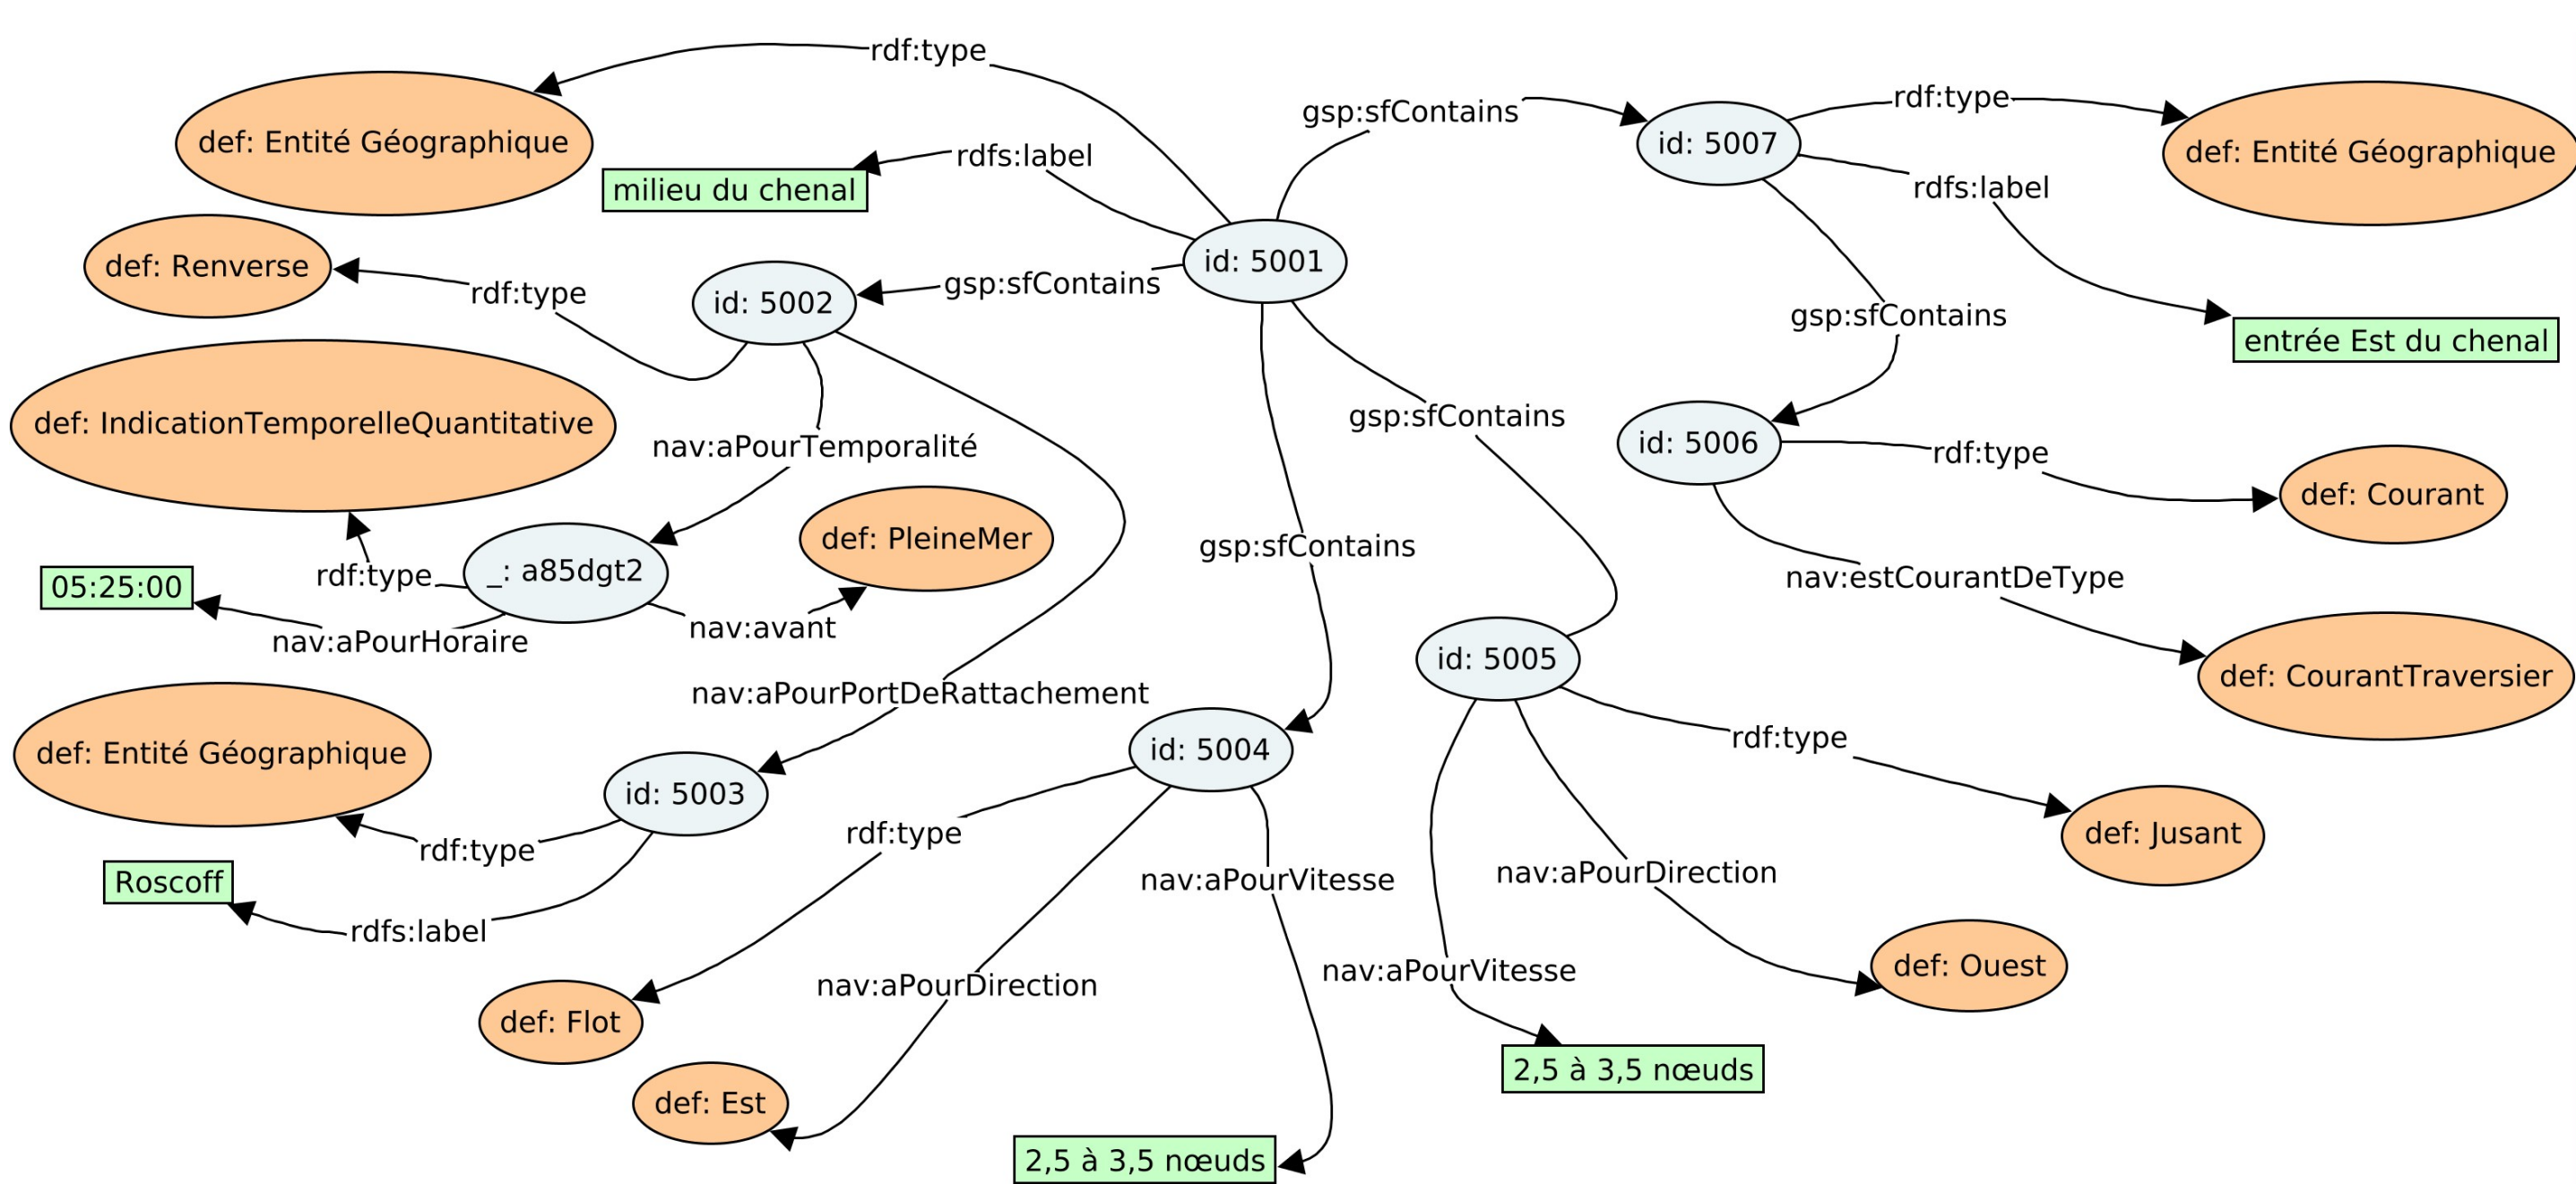 rdf:type
gsp:sfContains
rdf:type
def: Entité Géographique
id: 5007
def: Entité Géographique
rdfs:label
milieu du chenal
rdfs:label
id: 5001
def: Renverse
rdf:type
id: 5002
gsp:sfContains
gsp:sfContains
entrée Est du chenal
def: IndicationTemporelleQuantitative
nav:aPourTemporalité
gsp:sfContains
id: 5006
rdf:type
def: Courant
def: PleineMer
gsp:sfContains
05:25:00
rdf:type
_: a85dgt2
nav:estCourantDeType
nav:aPourHoraire
nav:avant
id: 5005
def: CourantTraversier
nav:aPourPortDeRattachement
def: Entité Géographique
id: 5003
id: 5004
rdf:type
rdf:type
rdf:type
def: Jusant
Roscoff
rdfs:label
nav:aPourVitesse
nav:aPourDirection
nav:aPourDirection
nav:aPourVitesse
def: Ouest
def: Flot
def: Est
2,5 à 3,5 nœuds
2,5 à 3,5 nœuds